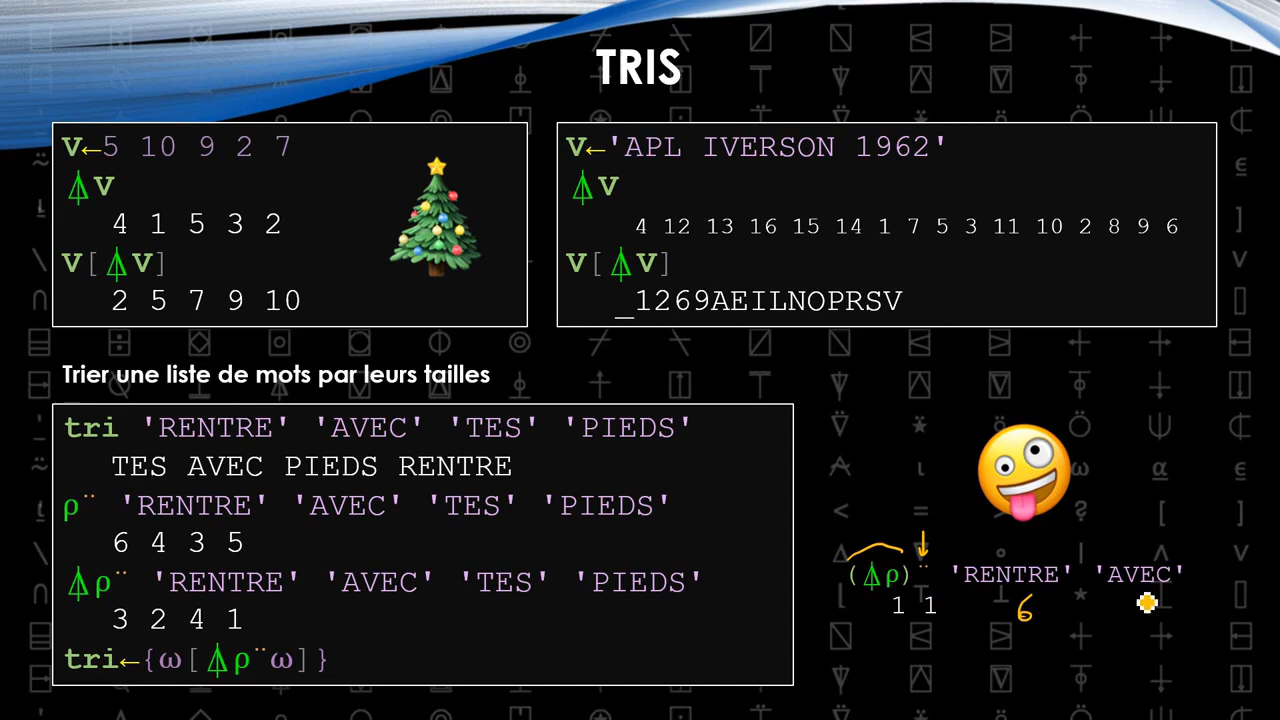 TRIS
V←5 10 9 2 7
⍋V
4 1 5 3 2
V[⍋V]
2 5 7 9 10
V←'APL IVERSON 1962'
⍋V
4 12 13 16 15 14 1 7 5 3 11 10 2 8 9 6
V[⍋V]
_1269AEILNOPRSV
Trier une liste de mots par leurs tailles
tri 'RENTRE' 'AVEC' 'TES' 'PIEDS'
TES AVEC PIEDS RENTRE
⍴¨ 'RENTRE' 'AVEC' 'TES' 'PIEDS'
6 4 3 5
⍋⍴¨ 'RENTRE' 'AVEC' 'TES' 'PIEDS'
3 2 4 1
tri←{⍵[⍋⍴¨⍵]}
(⍋⍴)¨ 'RENTRE' 'AVEC'
1 1
6